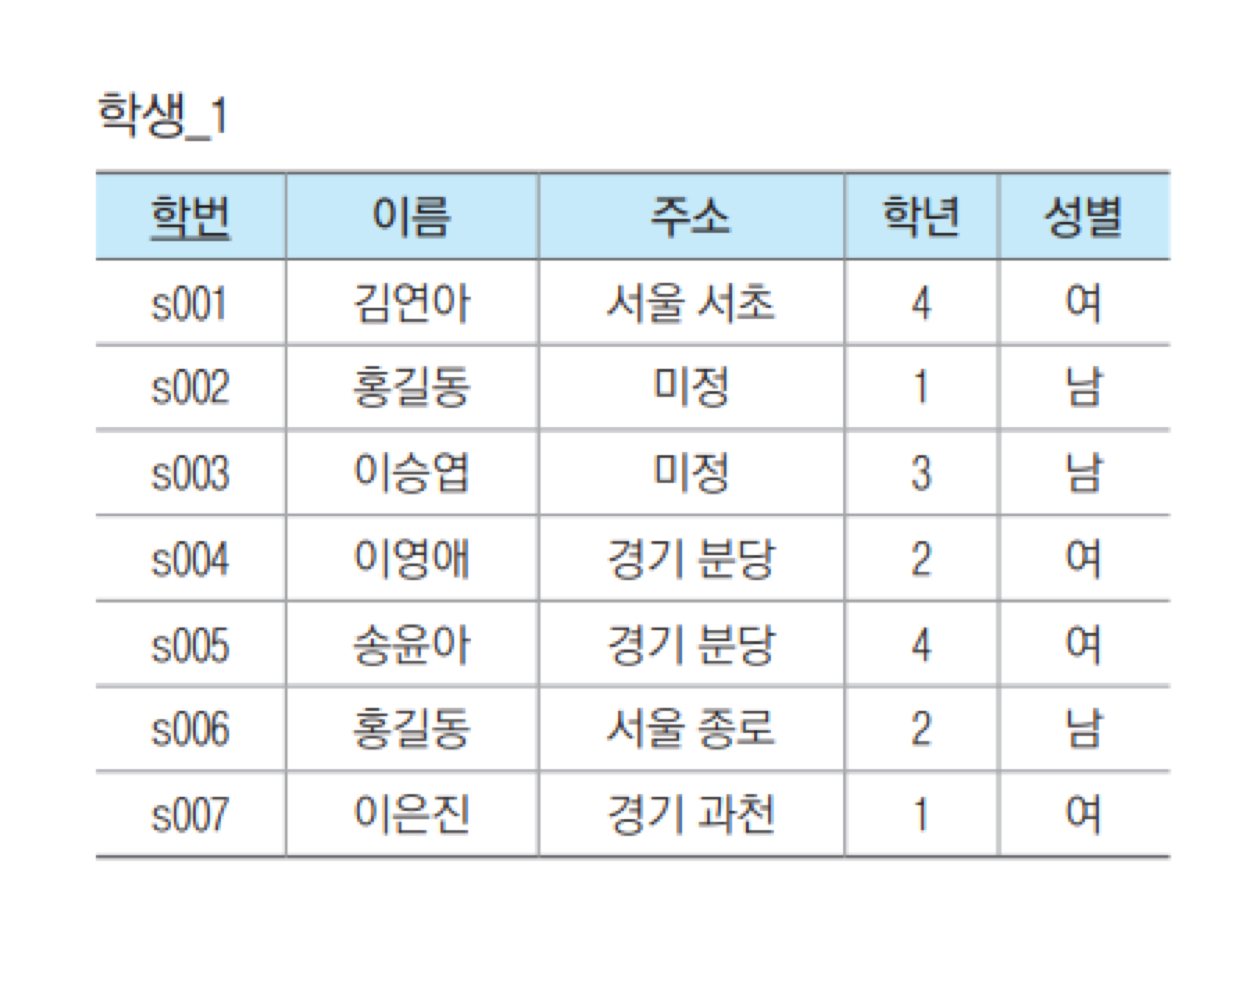 학생_1
학번 이름 주소 학년 성별
s001 김연아 서울 서초 4 여
s002 홍길동 미정 1 남
s003 이승엽 미정 3 남
s004 이영애 경기 분당 2 여
s005 송윤아 경기 분당 4 여
s006 홍길동 서울 종로 2 남
s007 이은진 경기 과천 1 여